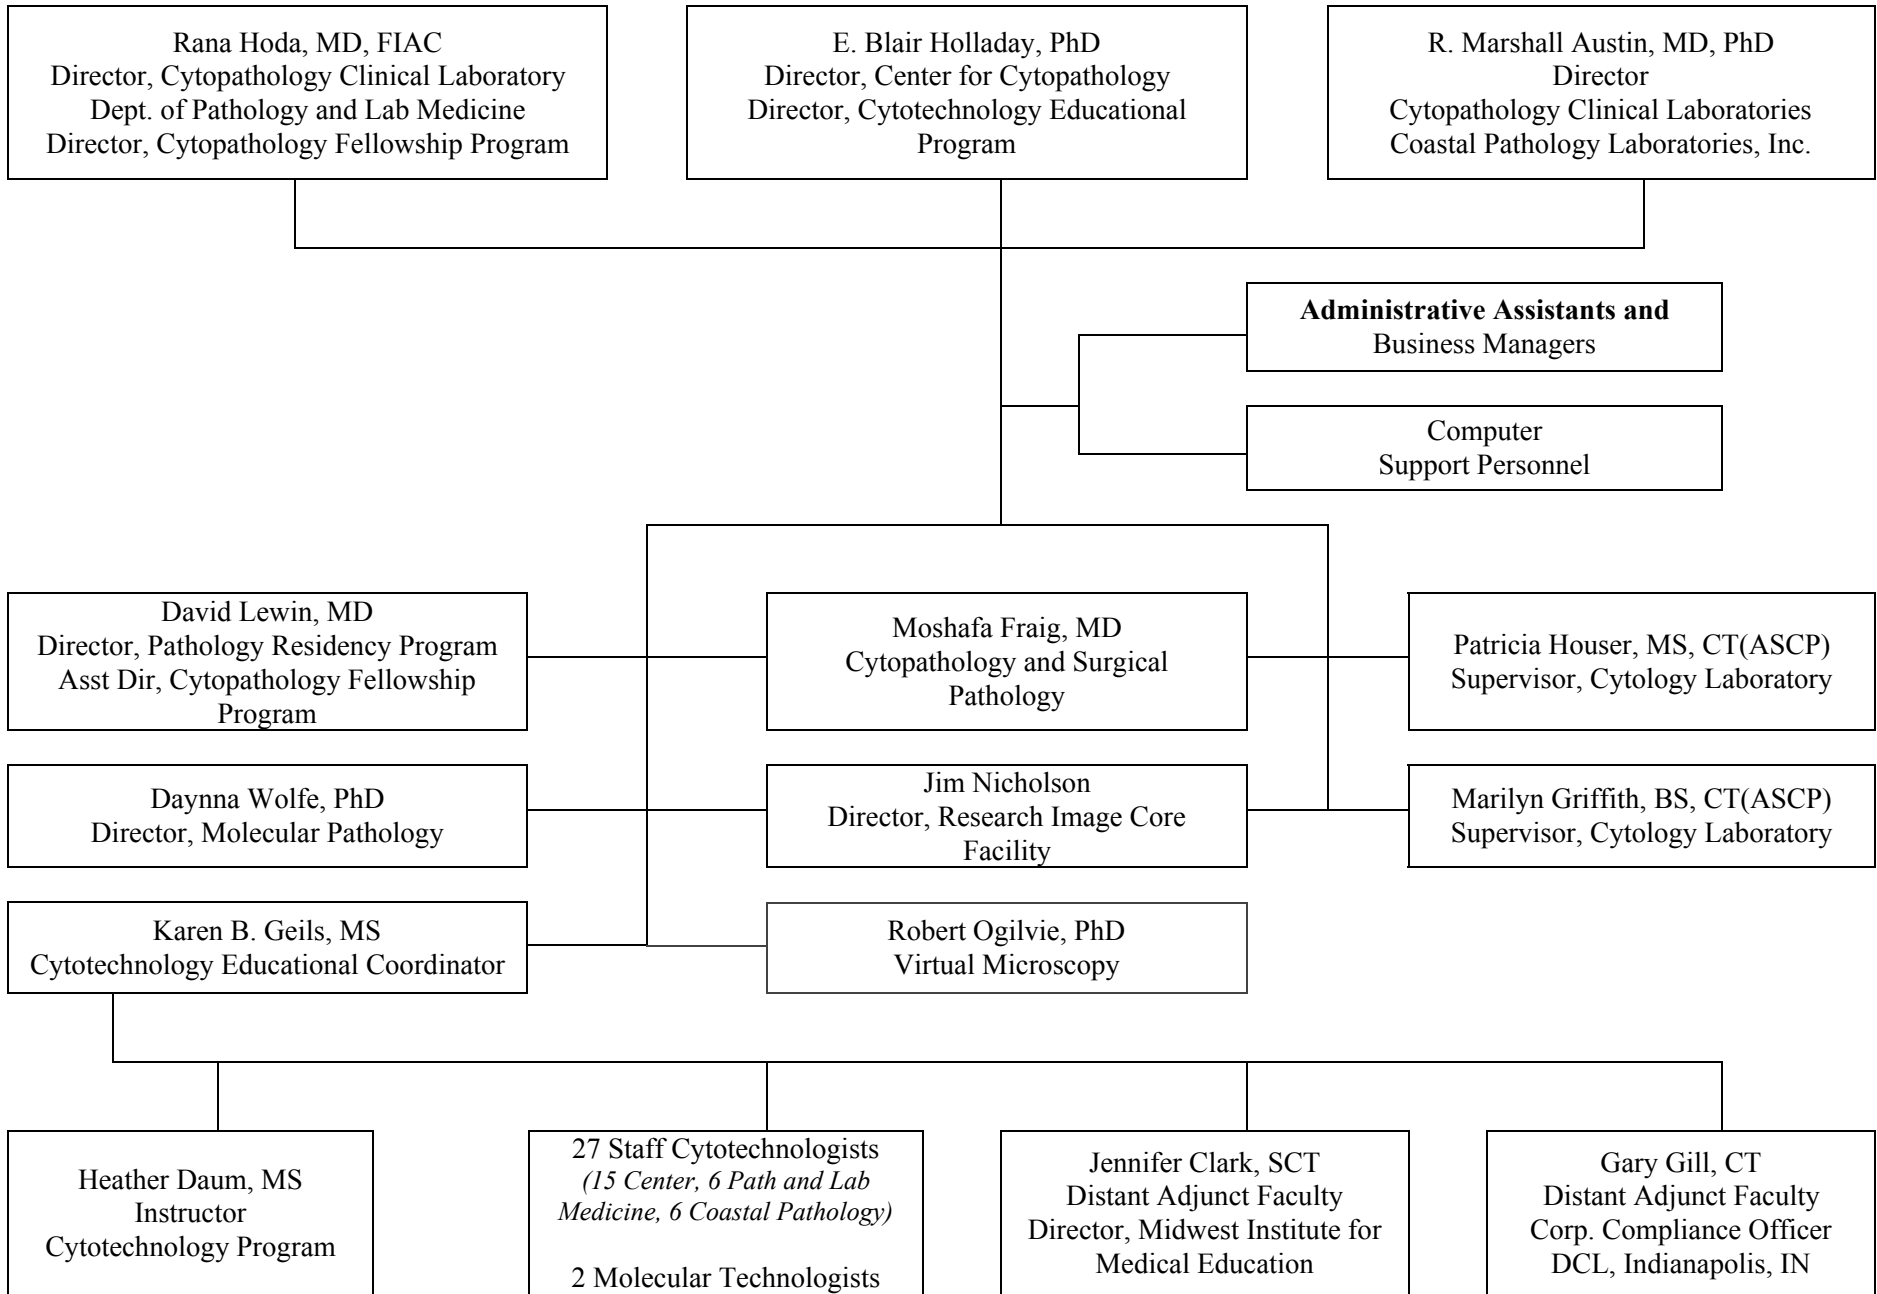 Rana Hoda, MD, FIAC
Director, Cytopathology Clinical Laboratory
Dept. of Pathology and Lab Medicine
Director, Cytopathology Fellowship Program
E. Blair Holladay, PhD
Director, Center for Cytopathology
Director, Cytotechnology Educational
Program
R. Marshall Austin, MD, PhD
Director
Cytopathology Clinical Laboratories
Coastal Pathology Laboratories, Inc.
Administrative Assistants and
Business Managers
Computer
Support Personnel
David Lewin, MD
Director, Pathology Residency Program
Asst Dir, Cytopathology Fellowship
Program
Moshafa Fraig, MD
Cytopathology and Surgical
Pathology
Patricia Houser, MS, CT(ASCP)
Supervisor, Cytology Laboratory
Daynna Wolfe, PhD
Director, Molecular Pathology
Jim Nicholson
Director, Research Image Core
Facility
Marilyn Griffith, BS, CT(ASCP)
Supervisor, Cytology Laboratory
Karen B. Geils, MS
Cytotechnology Educational Coordinator
Robert Ogilvie, PhD
Virtual Microscopy
Heather Daum, MS
Instructor
Cytotechnology Program
27 Staff Cytotechnologists
(15 Center, 6 Path and Lab
Medicine, 6 Coastal Pathology)
2 Molecular Technologists
Jennifer Clark, SCT
Distant Adjunct Faculty
Director, Midwest Institute for
Medical Education
Gary Gill, CT
Distant Adjunct Faculty
Corp. Compliance Officer
DCL, Indianapolis, IN